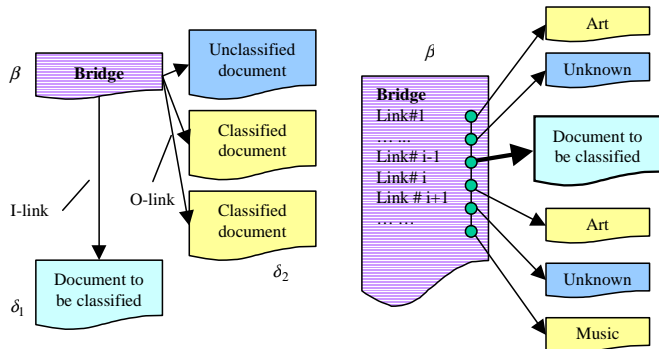 β
Bridge
Unclassified
document
Classified
document
I-link
O-link
Classified
document
δ2
δ1
Document to
be classified
β
Bridge
Link#1
… ...
Link# i-1
Link# i
Link # i+1
… …
Art
Unknown
Document to
be classified
Art
Unknown
Music